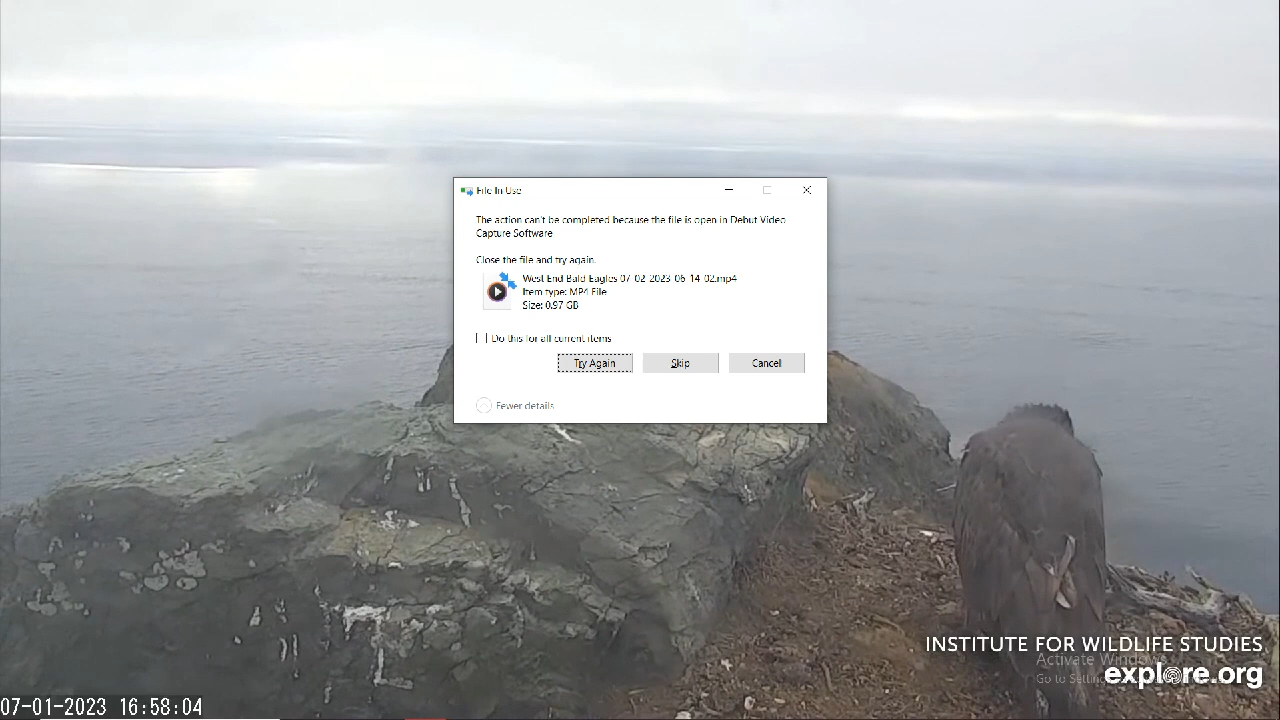 File In Use
The action can't be completed because the file is open in Debut Video
Capture Software
Close the file and try again.
West End Bald Eagles 07-02-2023-06-14-02.mp4
Item type: MP4 File
Size: 0.97 GB
Do this for all current items
Try Again
Skip
Cancel
Fewer details
INSTITUTE FOR WILDLIFE STUDIES
Activate Windows
explore.org
07-01-2023 16:58:04